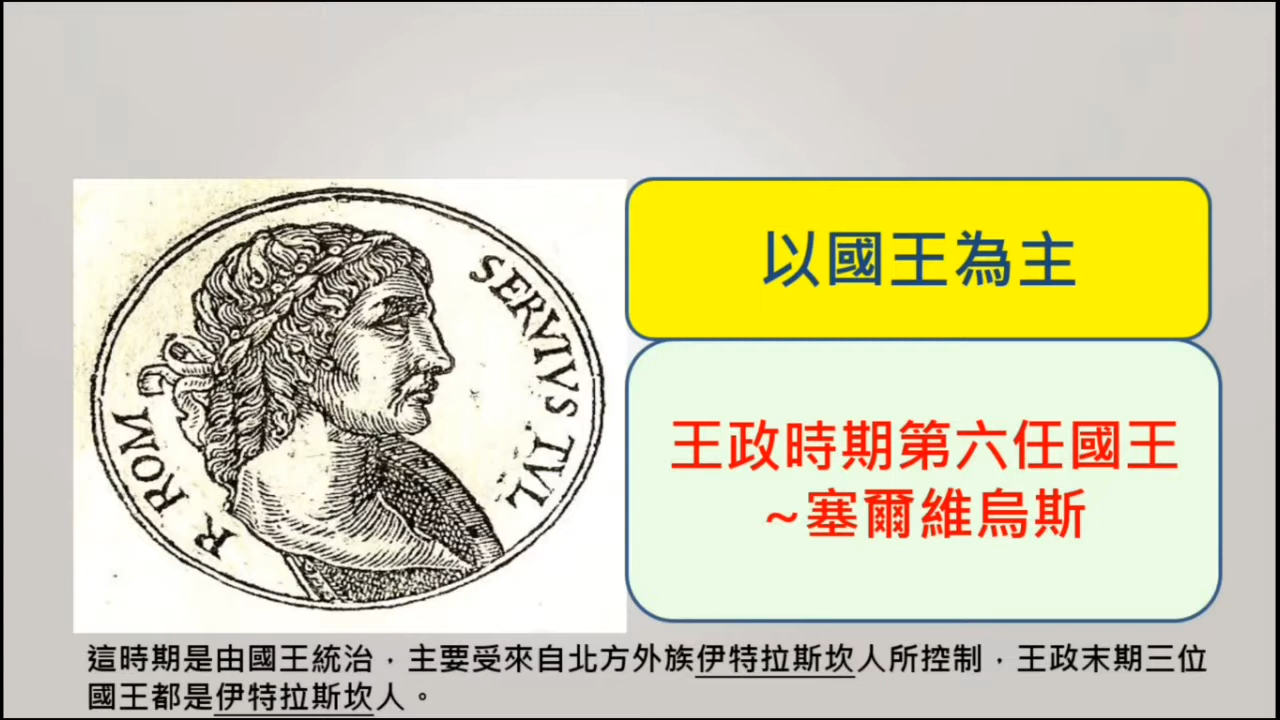 SERVIVS TVL
R ROM
以國王為主
王政時期第六任國王
~塞爾維烏斯
這時期是由國王統治，主要受來自北方外族伊特拉斯坎人所控制，王政末期三位
國王都是伊特拉斯坎人。